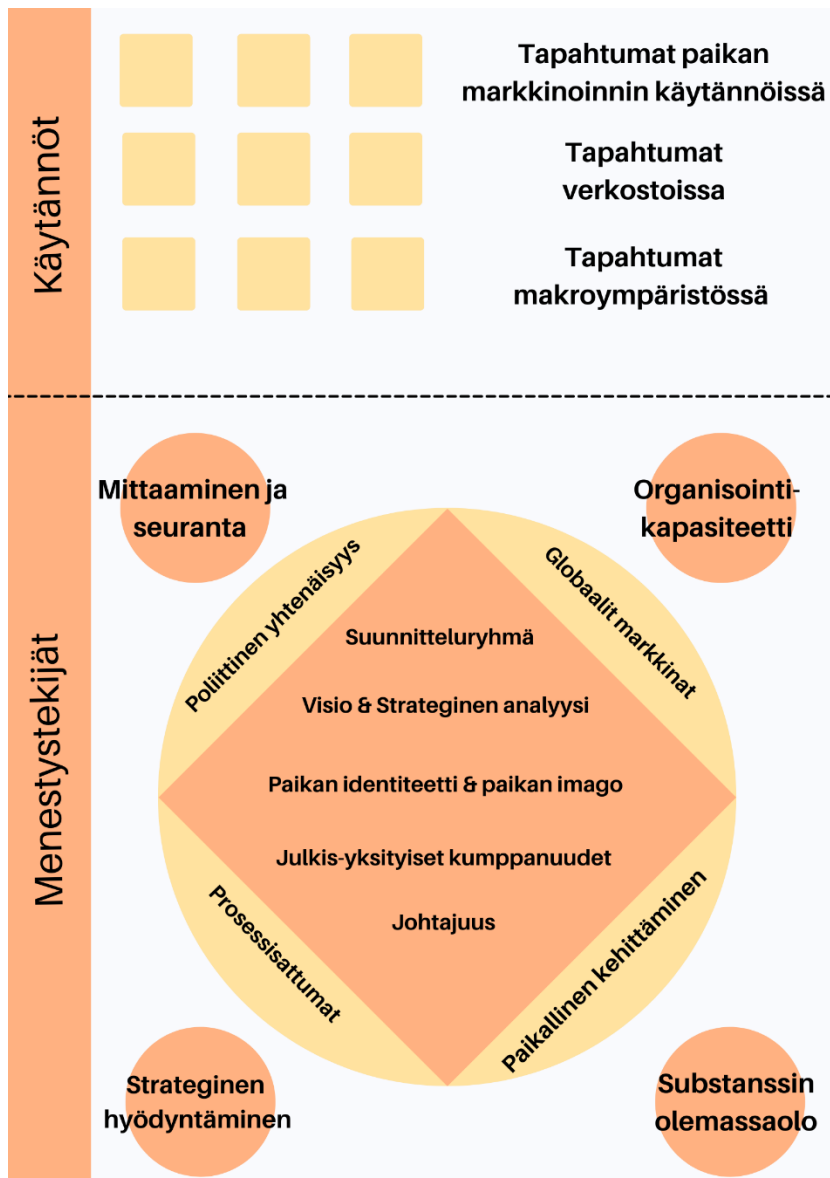 Käytännöt
Tapahtumat paikan
markkinoinnin käytännöissä
Tapahtumat
verkostoissa
Tapahtumat
makroympäristössä
Menestystekijät
Mittaaminen ja
seuranta
Organisointi-
kapasiteetti
Poliittinen yhtenäisyys
Globaalit markkinat
Suunnitteluryhmä
Visio & Strateginen analyysi
Paikan identiteetti & paikan imago
Julkis-yksityiset kumppanuudet
Johtajuus
Prosessisattumat
Paikallinen kehittäminen
Strateginen
hyödyntäminen
Substanssin
olemassaolo